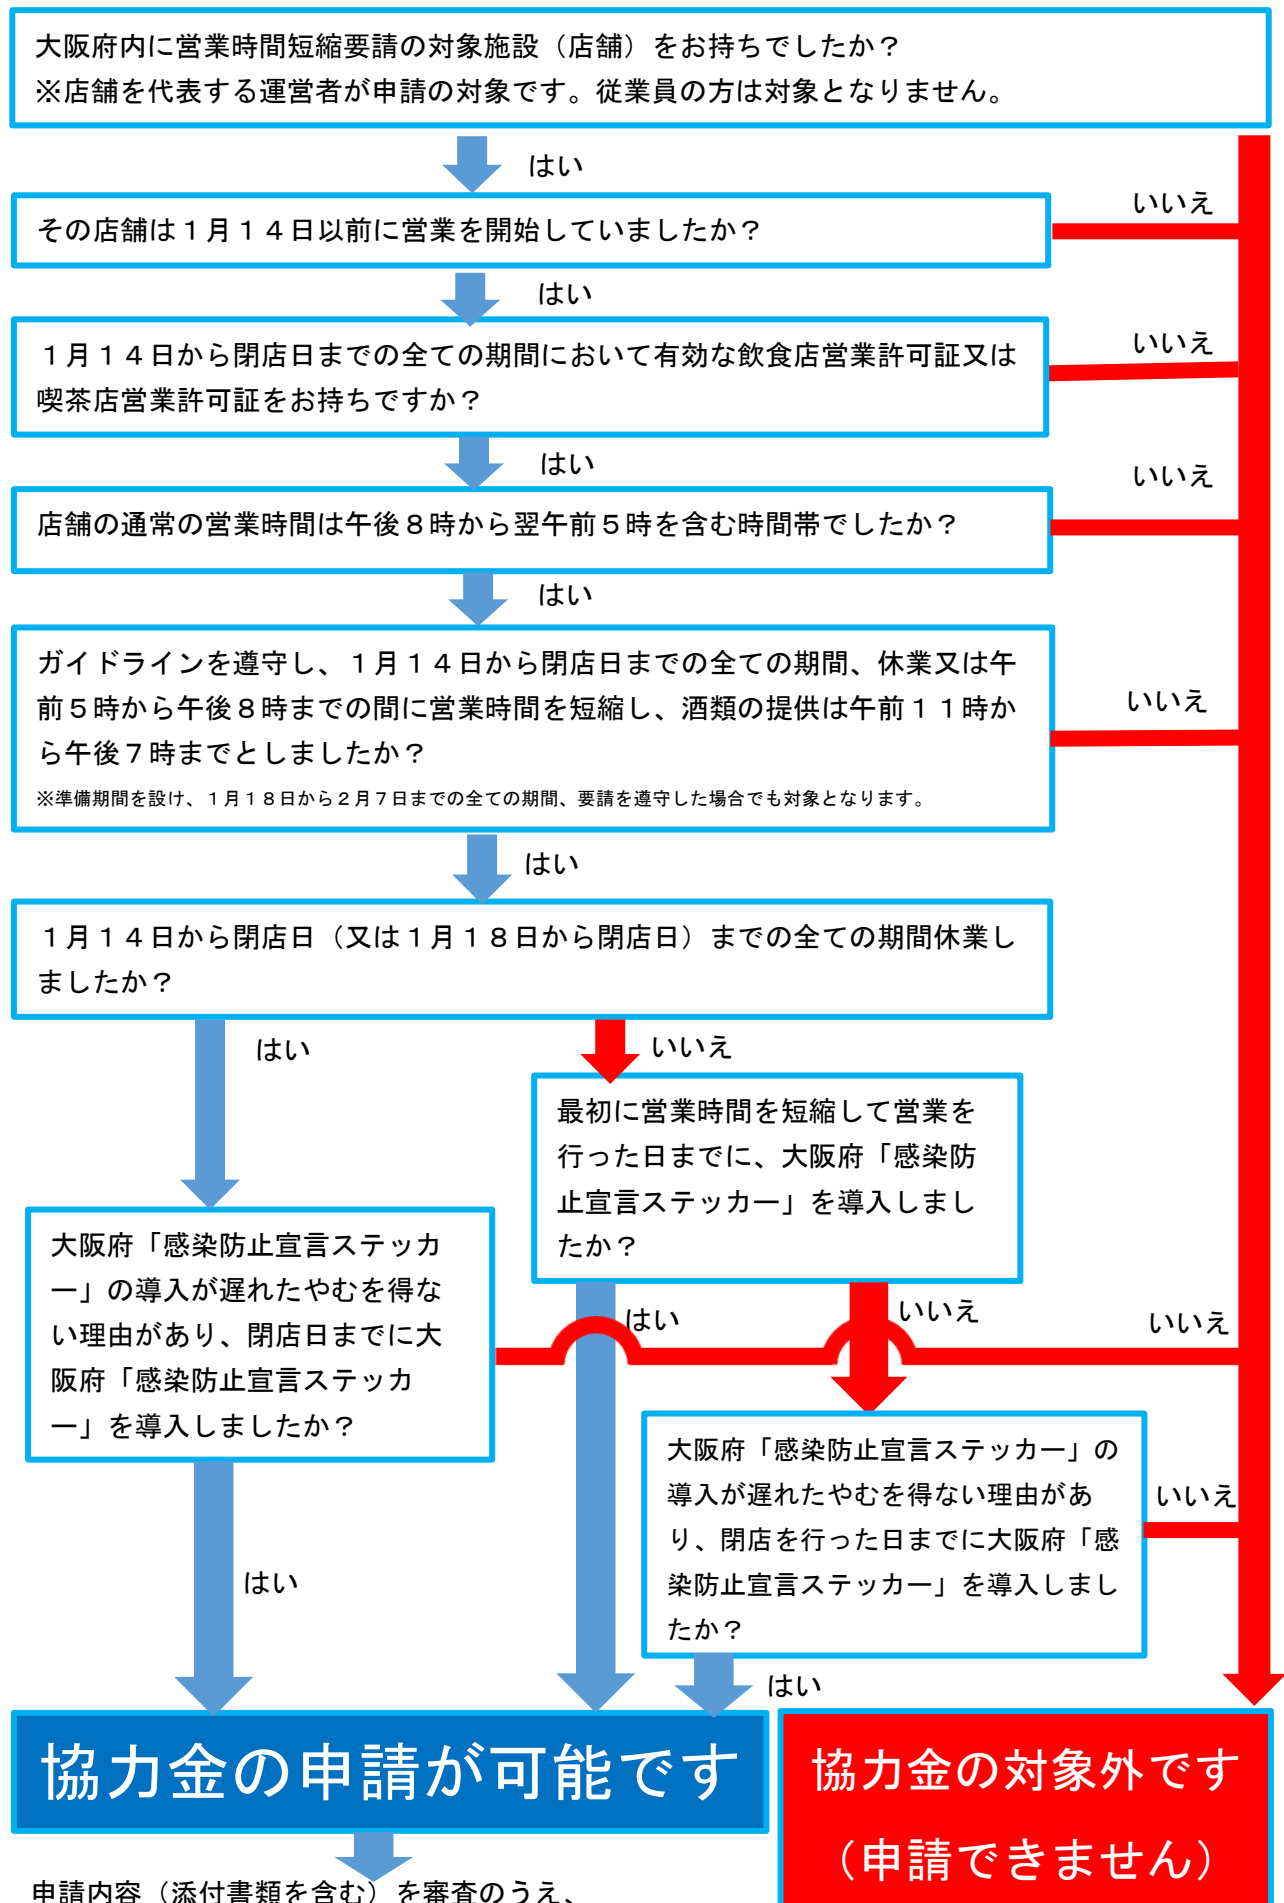 大阪府内に営業時間短縮要請の対象施設（店舗）をお持ちでしたか？
※店舗を代表する運営者が申請の対象です。従業員の方は対象となりません。
はい
いいえ
その店舗は１月１４日以前に営業を開始していましたか？
はい
いいえ
１月１４日から閉店日までの全ての期間において有効な飲食店営業許可証又は
喫茶店営業許可証をお持ちですか？
はい
いいえ
店舗の通常の営業時間は午後８時から翌午前５時を含む時間帯でしたか？
はい
ガイドラインを遵守し、１月１４日から閉店日までの全ての期間、休業又は午
前５時から午後８時までの間に営業時間を短縮し、酒類の提供は午前１１時か
ら午後７時までとしましたか？
※準備期間を設け、１月１８日から２月７日までの全ての期間、要請を遵守した場合でも対象となります。
いいえ
はい
１月１４日から閉店日（又は１月１８日から閉店日）までの全ての期間休業し
ましたか？
はい
いいえ
最初に営業時間を短縮して営業を
行った日までに、大阪府「感染防
止宣言ステッカー」を導入しまし
たか？
大阪府「感染防止宣言ステッカ
ー」の導入が遅れたやむを得な
い理由があり、閉店日までに大
阪府「感染防止宣言ステッカ
ー」を導入しましたか？
はい
いいえ
いいえ
大阪府「感染防止宣言ステッカー」の
導入が遅れたやむを得ない理由があ
り、閉店を行った日までに大阪府「感
染防止宣言ステッカー」を導入しまし
たか？
いいえ
はい
はい
協力金の申請が可能です
協力金の対象外です
（申請できません）
申請内容（添付書類を含む）を審査のうえ、